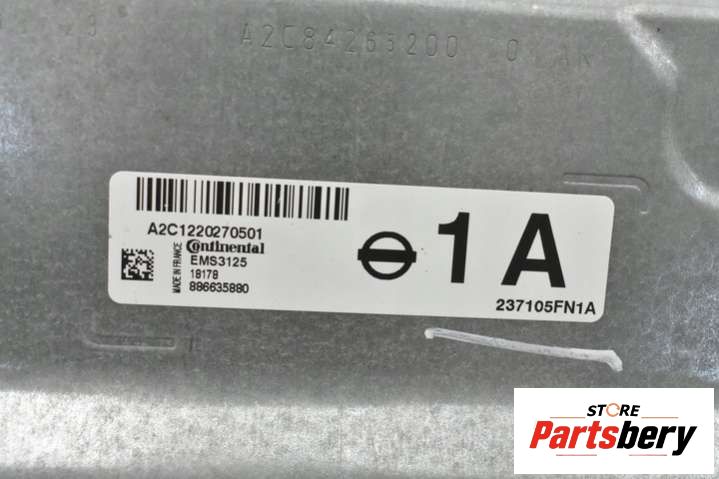 A2C84265200
A2C1220270501
MADE IN FRANCE
Continental
EMS3125
18178
886635880
1A
237105FN1A
STORE
Partsbery